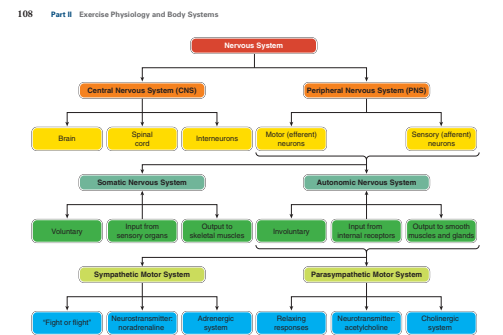 108 Part II Exercise Physiology and Body Systems
Nervous System
Central Nervous System (CNS)
Peripheral Nervous System (PNS)
Brain
Spinal
cord
Interneurons
Motor (efferent)
neurons
Sensory (afferent)
neurons
Somatic Nervous System
Autonomic Nervous System
Voluntary
Input from
sensory organs
Output to
skeletal muscles
Involuntary
Input from
internal receptors
Output to smooth
muscles and glands
Sympathetic Motor System
Parasympathetic Motor System
"Fight or flight"
Neurotransmitter:
noradrenaline
Adrenergic
system
Relaxing
responses
Neurotransmitter:
acetylcholine
Cholinergic
system